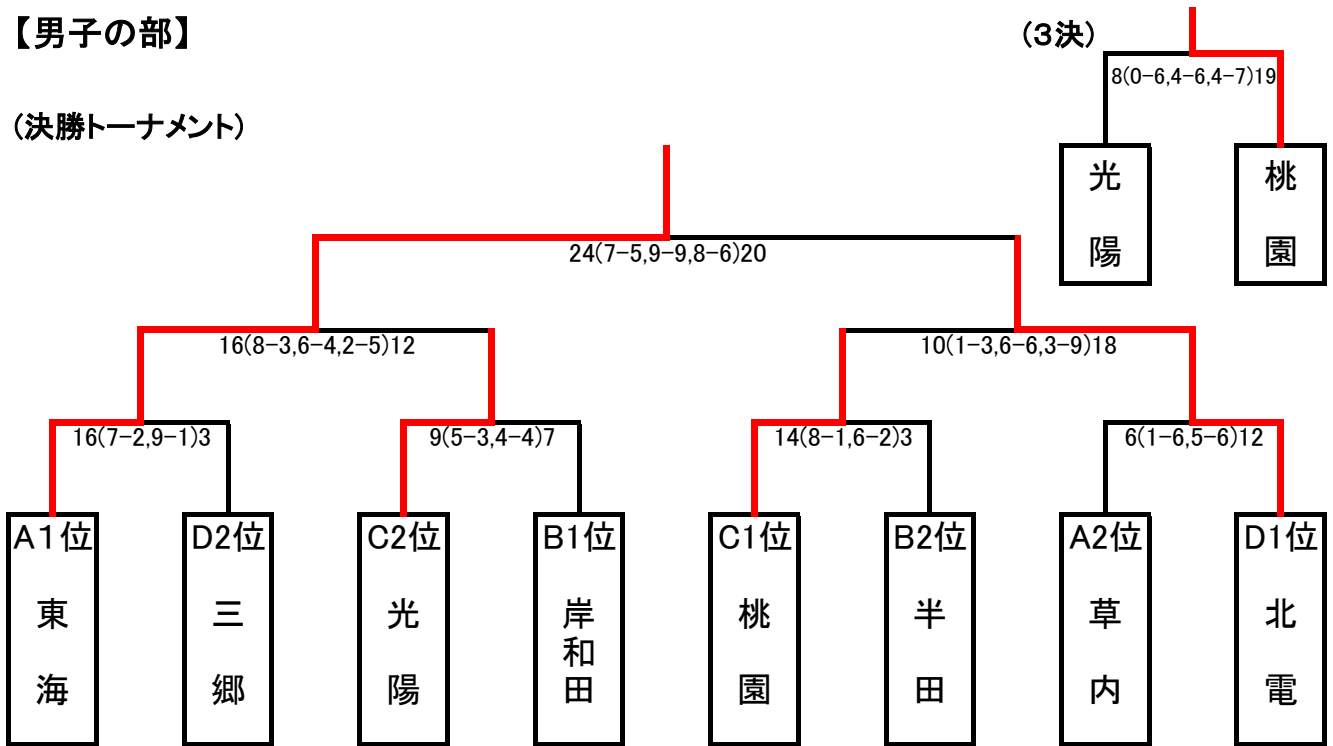 【男子の部】
(３決)
8(0-6,4-6,4-7)19
(決勝トーナメント)
光陽
桃園
24(7-5,9-9,8-6)20
16(8-3,6-4,2-5)12
10(1-3,6-6,3-9)18
16(7-2,9-1)3
9(5-3,4-4)7
14(8-1,6-2)3
6(1-6,5-6)12
A１位
東海
D2位
三郷
C2位
光陽
B1位
岸和田
C1位
桃園
B2位
半田
A2位
草内
D1位
北電